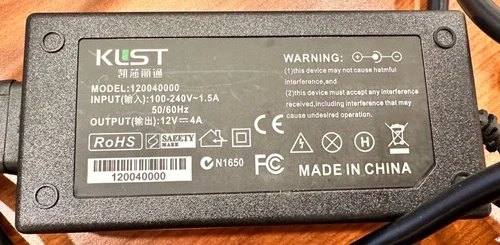 KLST
凯莎丽通
MODEL:120040000
INPUT(输入):100-240V~1.5A
50/60Hz
OUTPUT(输出):12V⎓4A
RoHS
SAEETY
MARK
CE
120040000
N1650
FC
WARNING:
(1)this device may not cause harmful
interference,and
(2)this device must accept any interference
received,including interference that may
cause undesired operation.
MADE IN CHINA